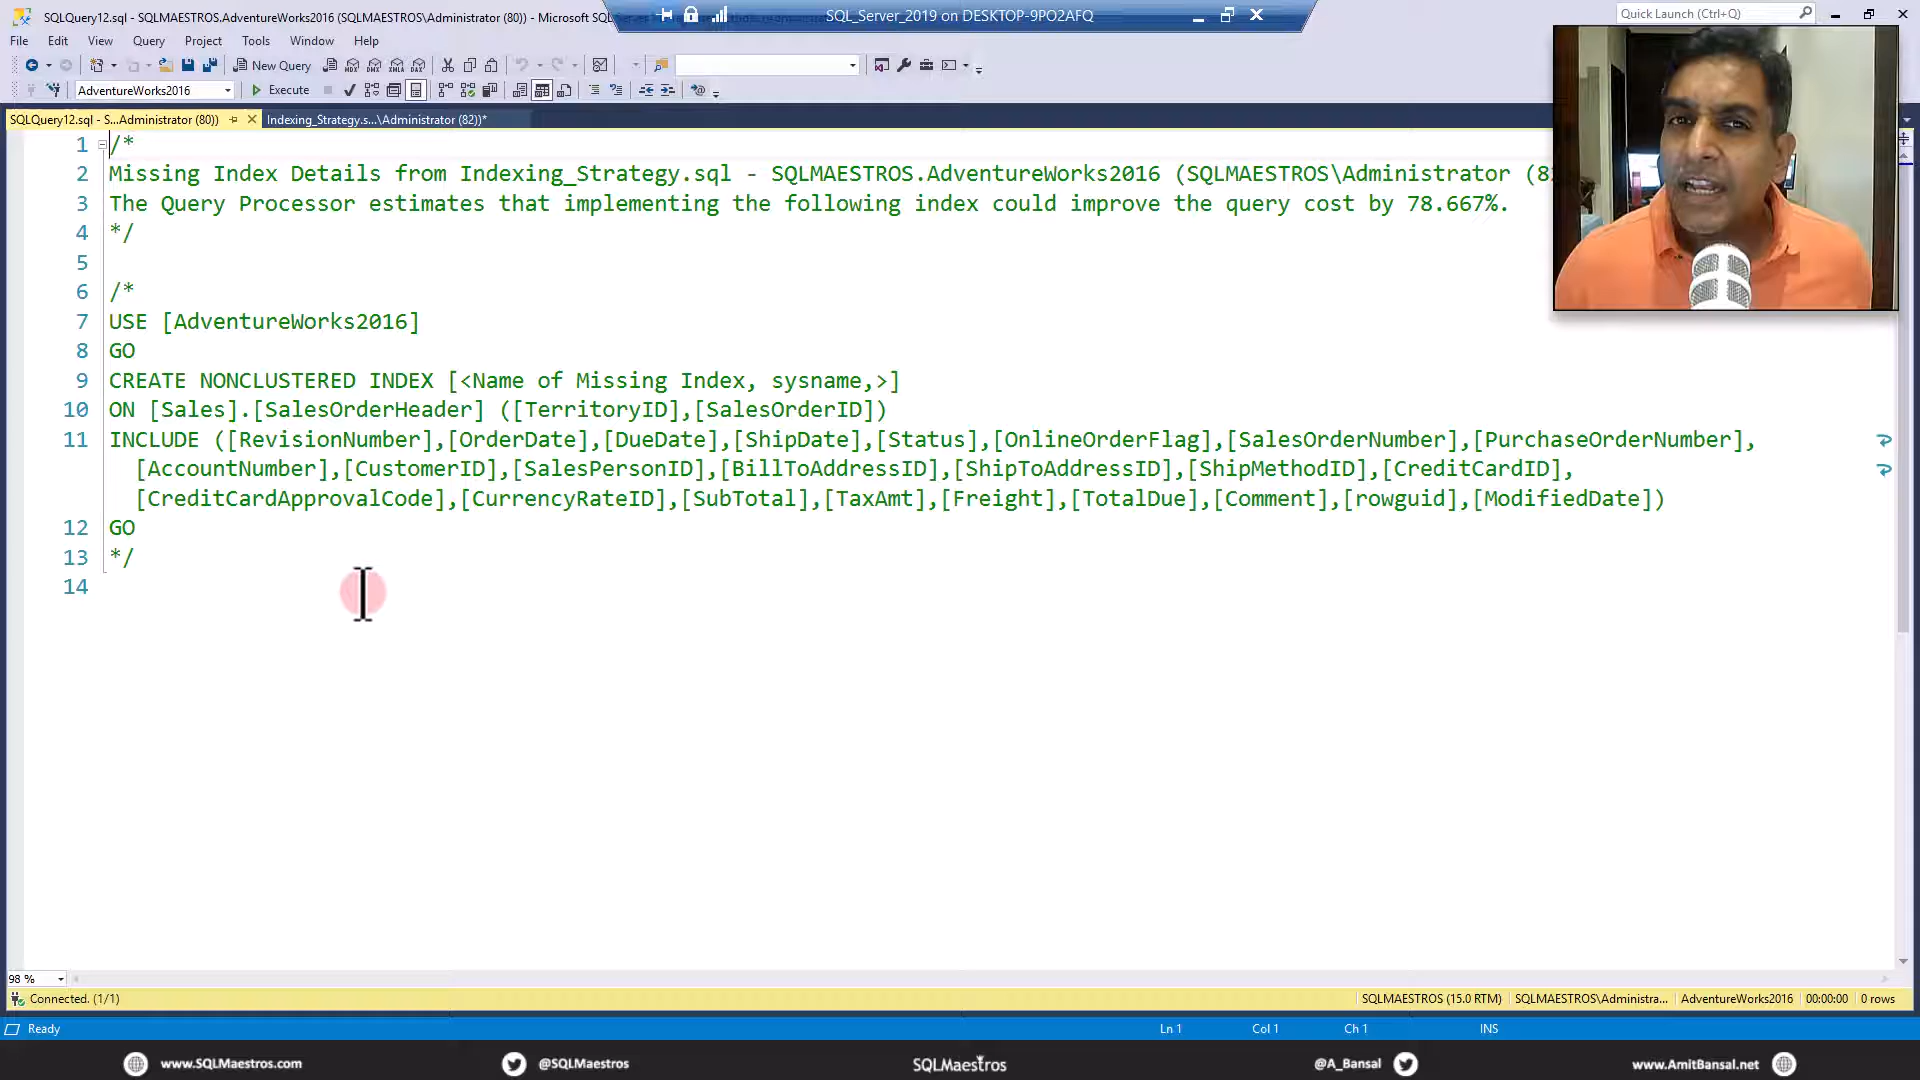 SQLQuery12.sql - SQLMAESTROS.AdventureWorks2016 (SQLMAESTROS\Administrator (80)) - Microsoft SQL
SQL_Server_2019 on DESKTOP-9PO2AFQ
Quick Launch (Ctrl+Q)
File Edit View Query Project Tools Window Help
New Query
AdventureWorks2016
Execute
SQLQuery12.sql - S...Administrator (80))
Indexing_Strategy.s...\Administrator (82))*
1 /*
2 Missing Index Details from Indexing_Strategy.sql - SQLMAESTROS.AdventureWorks2016 (SQLMAESTROS\Administrator (8
3 The Query Processor estimates that implementing the following index could improve the query cost by 78.667%.
4 */
5
6 /*
7 USE [AdventureWorks2016]
8 GO
9 CREATE NONCLUSTERED INDEX [<Name of Missing Index, sysname,>]
10 ON [Sales].[SalesOrderHeader] ([TerritoryID],[SalesOrderID])
11 INCLUDE ([RevisionNumber],[OrderDate],[DueDate],[ShipDate],[Status],[OnlineOrderFlag],[SalesOrderNumber],[PurchaseOrderNumber],
[AccountNumber],[CustomerID],[SalesPersonID],[BillToAddressID],[ShipToAddressID],[ShipMethodID],[CreditCardID],
[CreditCardApprovalCode],[CurrencyRateID],[SubTotal],[TaxAmt],[Freight],[TotalDue],[Comment],[rowguid],[ModifiedDate])
12 GO
13 */
14
98 %
Connected. (1/1)
SQLMAESTROS (15.0 RTM)
SQLMAESTROS\Administra...
AdventureWorks2016
00:00:00
0 rows
Ready
Ln 1
Col 1
Ch 1
INS
www.SQLMaestros.com
@SQLMaestros
SQLMaestros
@A_Bansal
www.AmitBansal.net